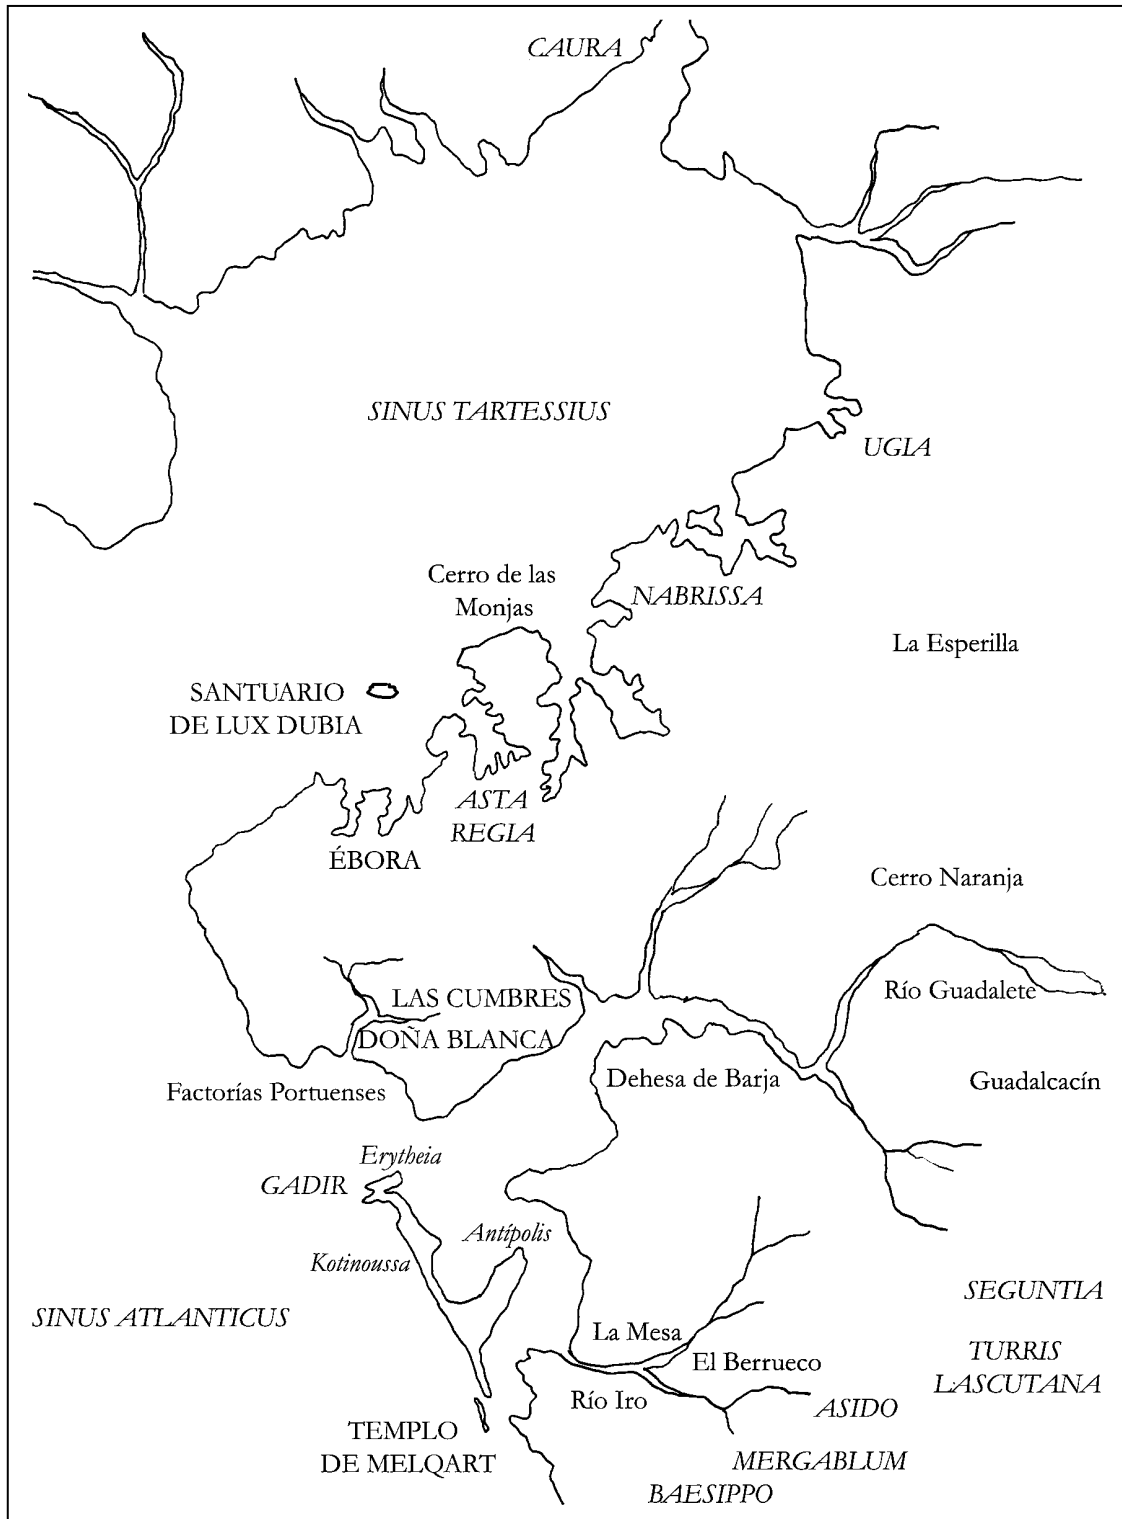 CAURA
SINUS TARTESSIUS
UGIA
Cerro de las
Monjas
NABRISSA
La Esperilla
SANTUARIO
DE LUX DUBIA
ASTA
REGIA
ÉBORA
Cerro Naranja
Río Guadalete
LAS CUMBRES
DOÑA BLANCA
Factorías Portuenses
Dehesa de Barja
Guadalcacín
Erytheia
GADIR
Antípolis
Kotinoussa
SEGUNTIA
SINUS ATLANTICUS
La Mesa
TURRIS
LASCUTANA
El Berrueco
Río Iro
ASIDO
TEMPLO
DE MELQART
MERGABLUM
BAESIPPO